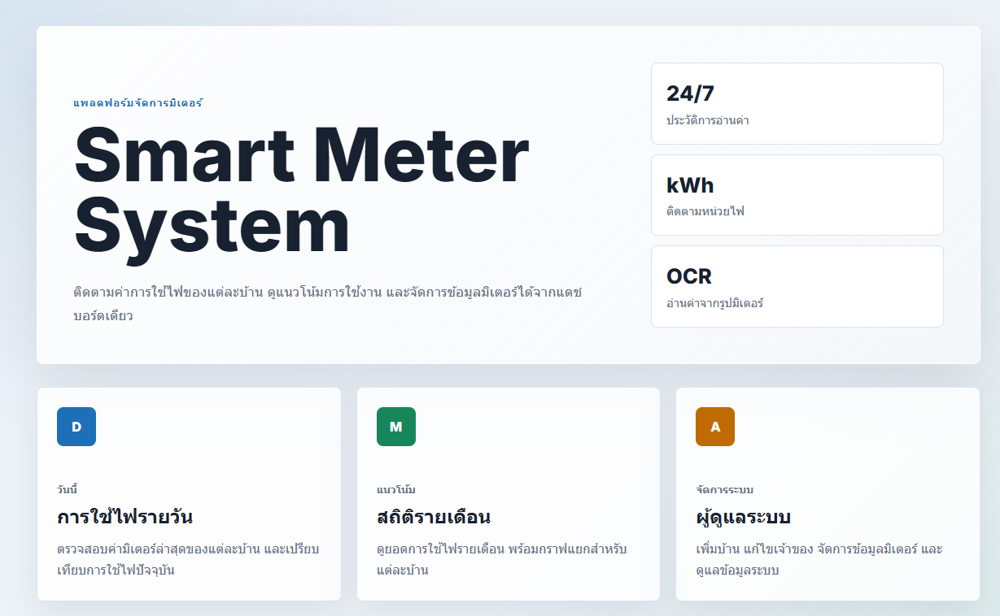 แพลตฟอร์มจัดการมิเตอร์
Smart Meter
System
ติดตามค่าการใช้ไฟของแต่ละบ้าน ดูแนวโน้มการใช้งาน และจัดการข้อมูลมิเตอร์ได้จากแดช
บอร์ดเดียว
24/7
ประวัติการอ่านค่า
kWh
ติดตามหน่วยไฟ
OCR
อ่านค่าจากรูปมิเตอร์
D
วันนี้
การใช้ไฟรายวัน
ตรวจสอบค่ามิเตอร์ล่าสุดของแต่ละบ้าน และเปรียบ
เทียบการใช้ไฟปัจจุบัน
M
แนวโน้ม
สถิติรายเดือน
ดูยอดการใช้ไฟรายเดือน พร้อมกราฟแยกสำหรับ
แต่ละบ้าน
A
จัดการระบบ
ผู้ดูแลระบบ
เพิ่มบ้าน แก้ไขเจ้าของ จัดการข้อมูลมิเตอร์ และ
ดูแลข้อมูลระบบ